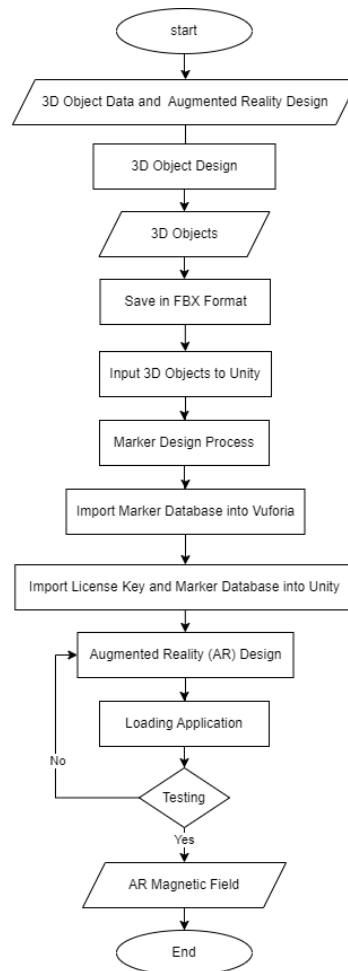 start
3D Object Data and Augmented Reality Design
3D Object Design
3D Objects
Save in FBX Format
Input 3D Objects to Unity
Marker Design Process
Import Marker Database into Vuforia
Import License Key and Marker Database into Unity
Augmented Reality (AR) Design
Loading Application
No
Testing
Yes
AR Magnetic Field
End